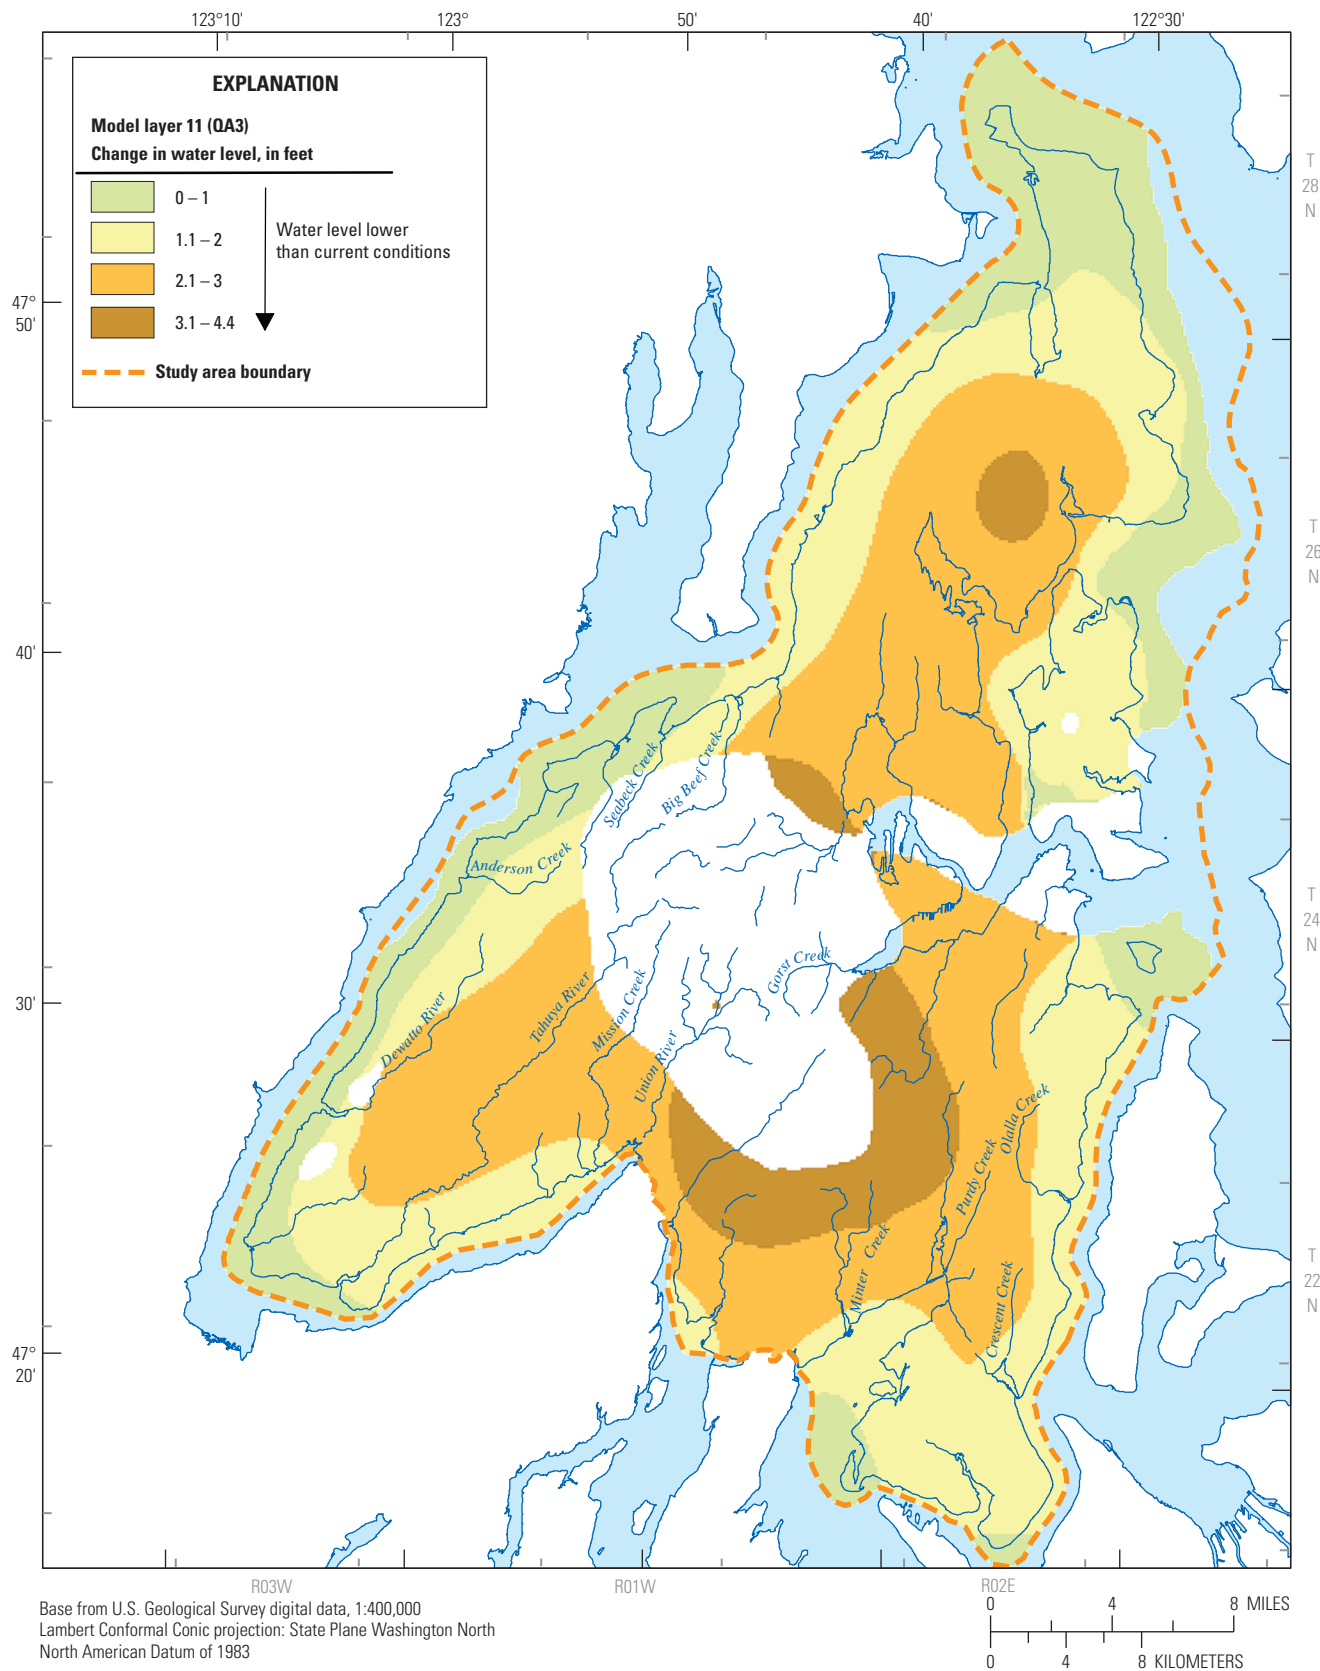 123°10'
123°
50'
40'
122°30'
EXPLANATION
Model layer 11 (QA3)
Change in water level, in feet
0 – 1
1.1 – 2
2.1 – 3
3.1 – 4.4
Water level lower
than current conditions
Study area boundary
T
28
N
47°
50'
T
26
N
40'
Seabeck Creek
Big Beef Creek
Anderson Creek
T
24
N
30'
Gorst Creek
Dewatto River
Tahuya River
Mission Creek
Union River
Olalla Creek
Purdy Creek
Minter Creek
Crescent Creek
T
22
N
47°
20'
R03W
R01W
R02E
Base from U.S. Geological Survey digital data, 1:400,000
Lambert Conformal Conic projection: State Plane Washington North
North American Datum of 1983
0 4 8 MILES
0 4 8 KILOMETERS